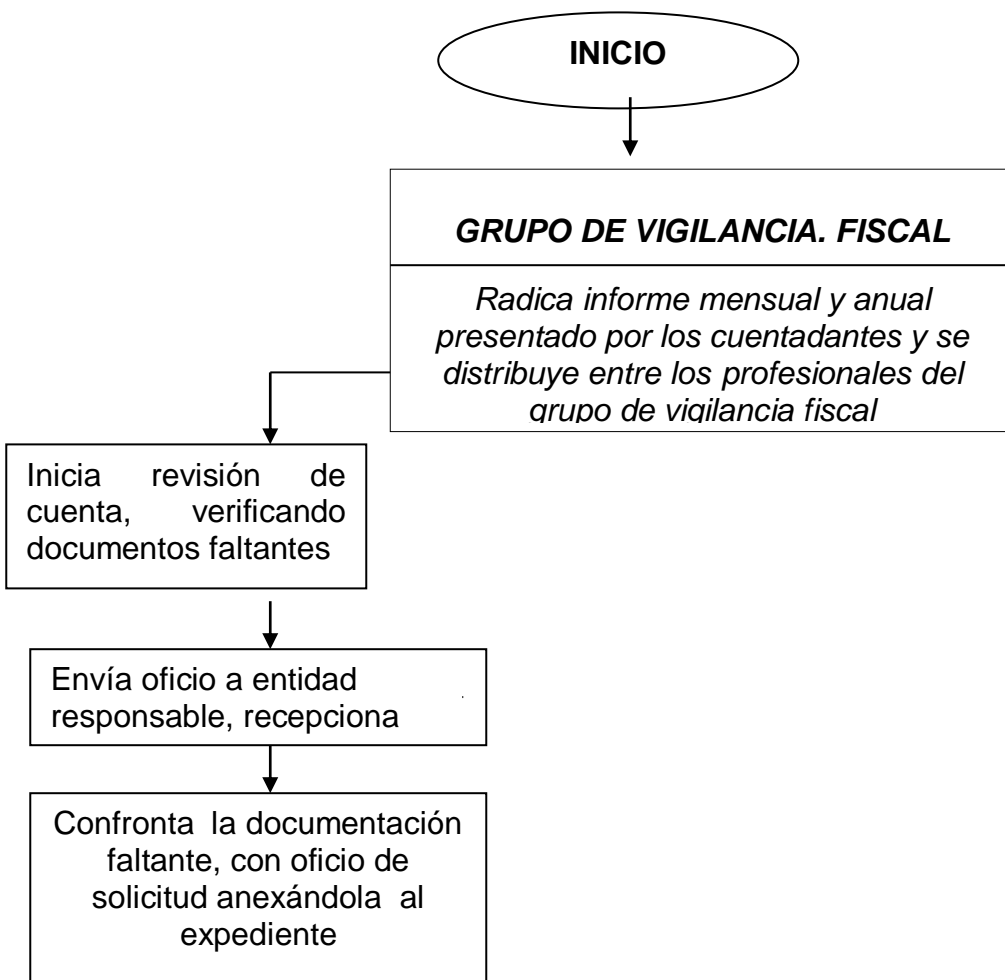 INICIO
GRUPO DE VIGILANCIA. FISCAL
Radica informe mensual y anual
presentado por los cuentadantes y se
distribuye entre los profesionales del
grupo de vigilancia fiscal
Inicia revisión de
cuenta, verificando
documentos faltantes
Envía oficio a entidad
responsable, recepciona
Confronta la documentación
faltante, con oficio de
solicitud anexándola al
expediente